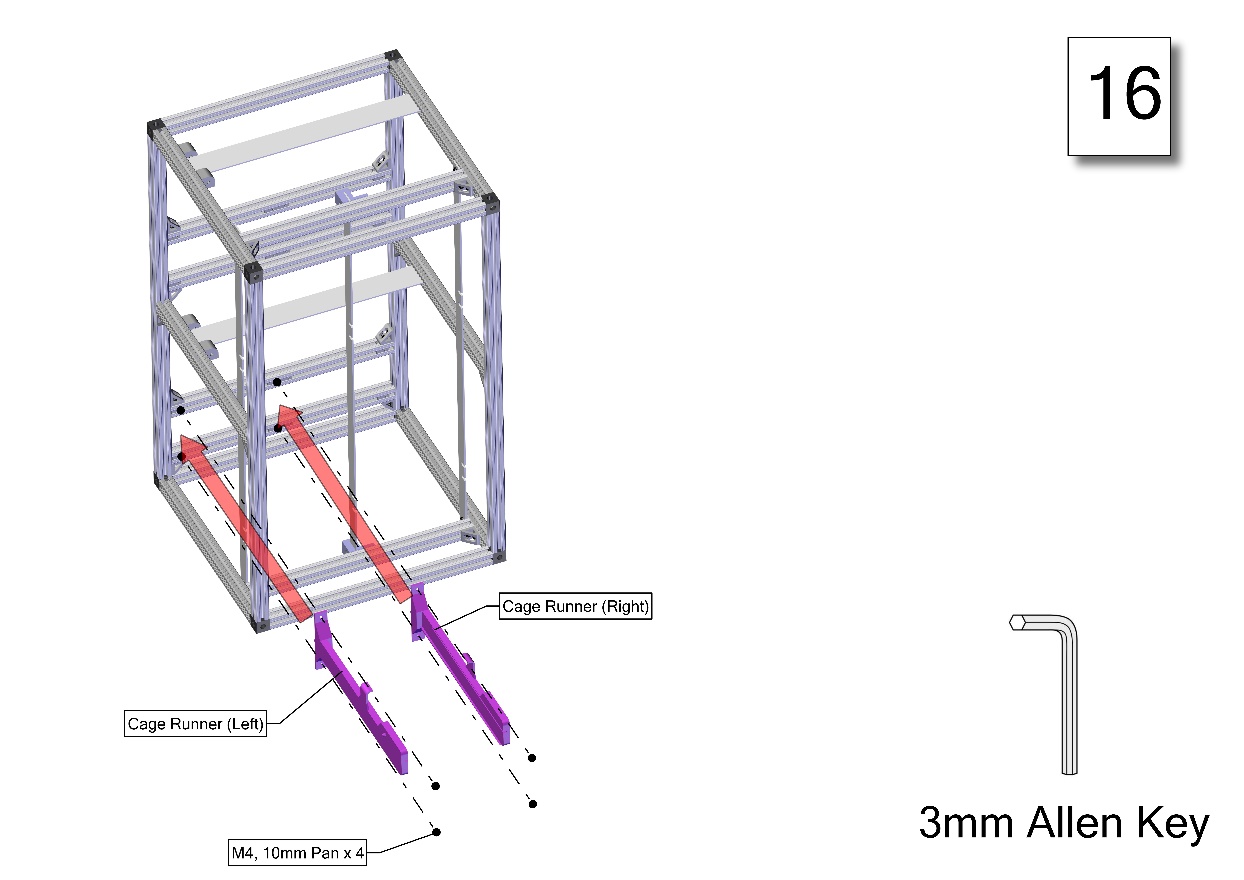 16
Cage Runner (Right)
Cage Runner (Left)
M4, 10mm Pan x 4
3mm Allen Key